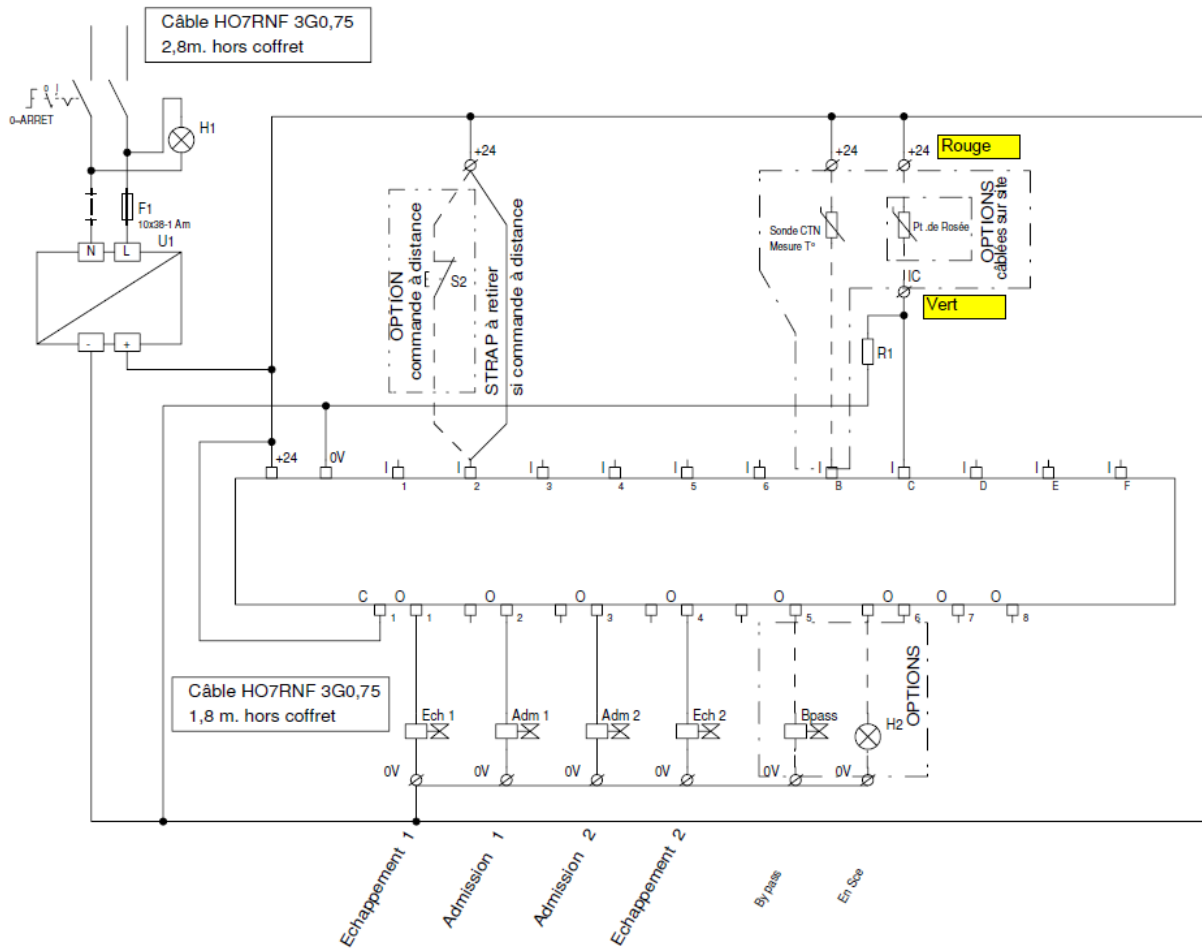 Câble HO7RNF 3G0,75
2,8m. hors coffret
0-ARRET
0
I
H1
F1
10x38-1 Am
U1
N
L
-
+
+24
OPTION
commande à distance
S2
STRAP à retirer
si commande à distance
+24
+24
Rouge
Sonde CTN
Mesure T°
Pt .de Rosée
OPTIONS
câblées sur site
IC
Vert
R1
+24
0V
I
1
I
2
I
3
I
4
I
5
I
6
I
B
I
C
I
D
I
E
I
F
C
1
O
1
O
2
O
3
O
4
O
5
O
6
O
7
O
8
Câble HO7RNF 3G0,75
1,8 m. hors coffret
Ech 1
Adm 1
Adm 2
Ech 2
Bpass
H2
OPTIONS
0V
0V
0V
0V
0V
0V
Echappement 1
Admission 1
Admission 2
Echappement 2
By pass
En Sce